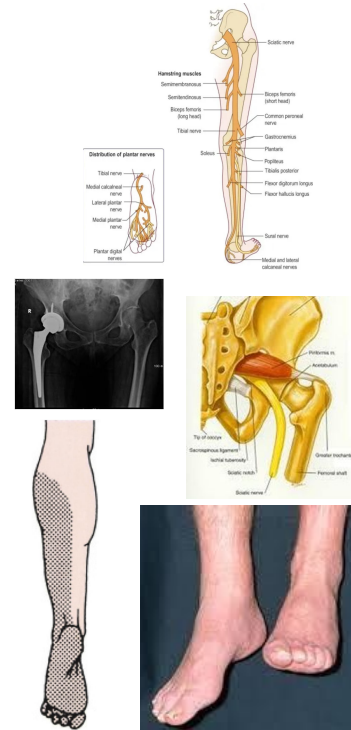 Sciatic nerve
Hamstring muscles
Semimembranosus
Semitendinosus
Biceps femoris
(long head)
Biceps femoris
(short head)
Common peroneal
nerve
Tibial nerve
Gastrocnemius
Plantaris
Soleus
Popliteus
Tibialis posterior
Flexor digitorum longus
Flexor hallucis longus
Sural nerve
Medial and lateral
calcaneal nerves
Distribution of plantar nerves
Tibial nerve
Medial calcaneal
nerve
Lateral plantar
nerve
Medial plantar
nerve
Plantar digital
nerves
R
Piriformis m.
Acetabulum
Tip of coccyx
Sacrospinous ligament
Ischial tuberosity
Sciatic notch
Sciatic nerve
Greater trochanter
Femoral shaft